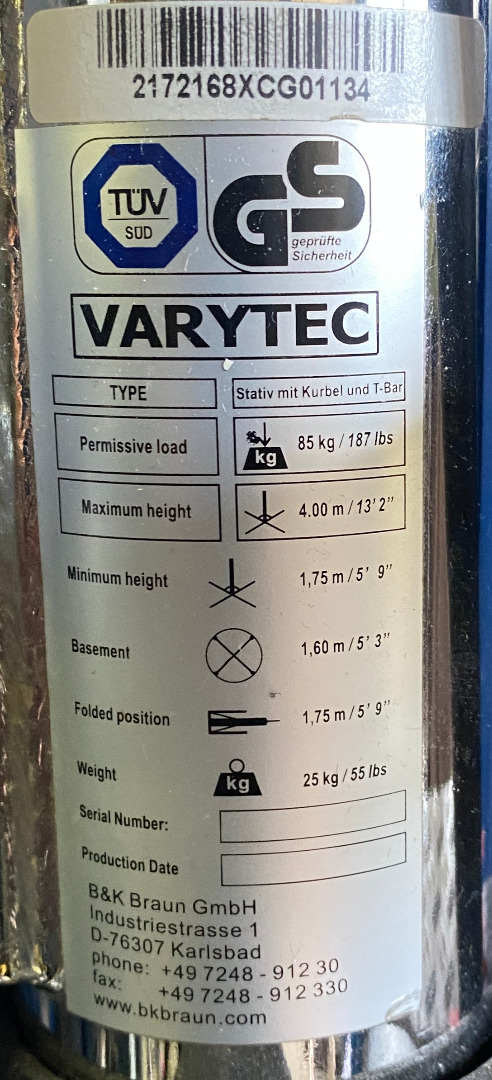 2172168XCG01134
TÜV
SÜD
GS
geprüfte
Sicherheit
VARYTEC
TYPE Stativ mit Kurbel und T-Bar
Permissive load kg 85 kg / 187 lbs
Maximum height 4.00 m / 13' 2"
Minimum height 1,75 m / 5' 9"
Basement 1,60 m / 5' 3"
Folded position 1,75 m / 5' 9"
Weight kg 25 kg / 55 lbs
Serial Number:
Production Date
B&K Braun GmbH
Industriestrasse 1
D-76307 Karlsbad
phone: +49 7248 - 912 30
fax: +49 7248 - 912 330
www.bkbraun.com